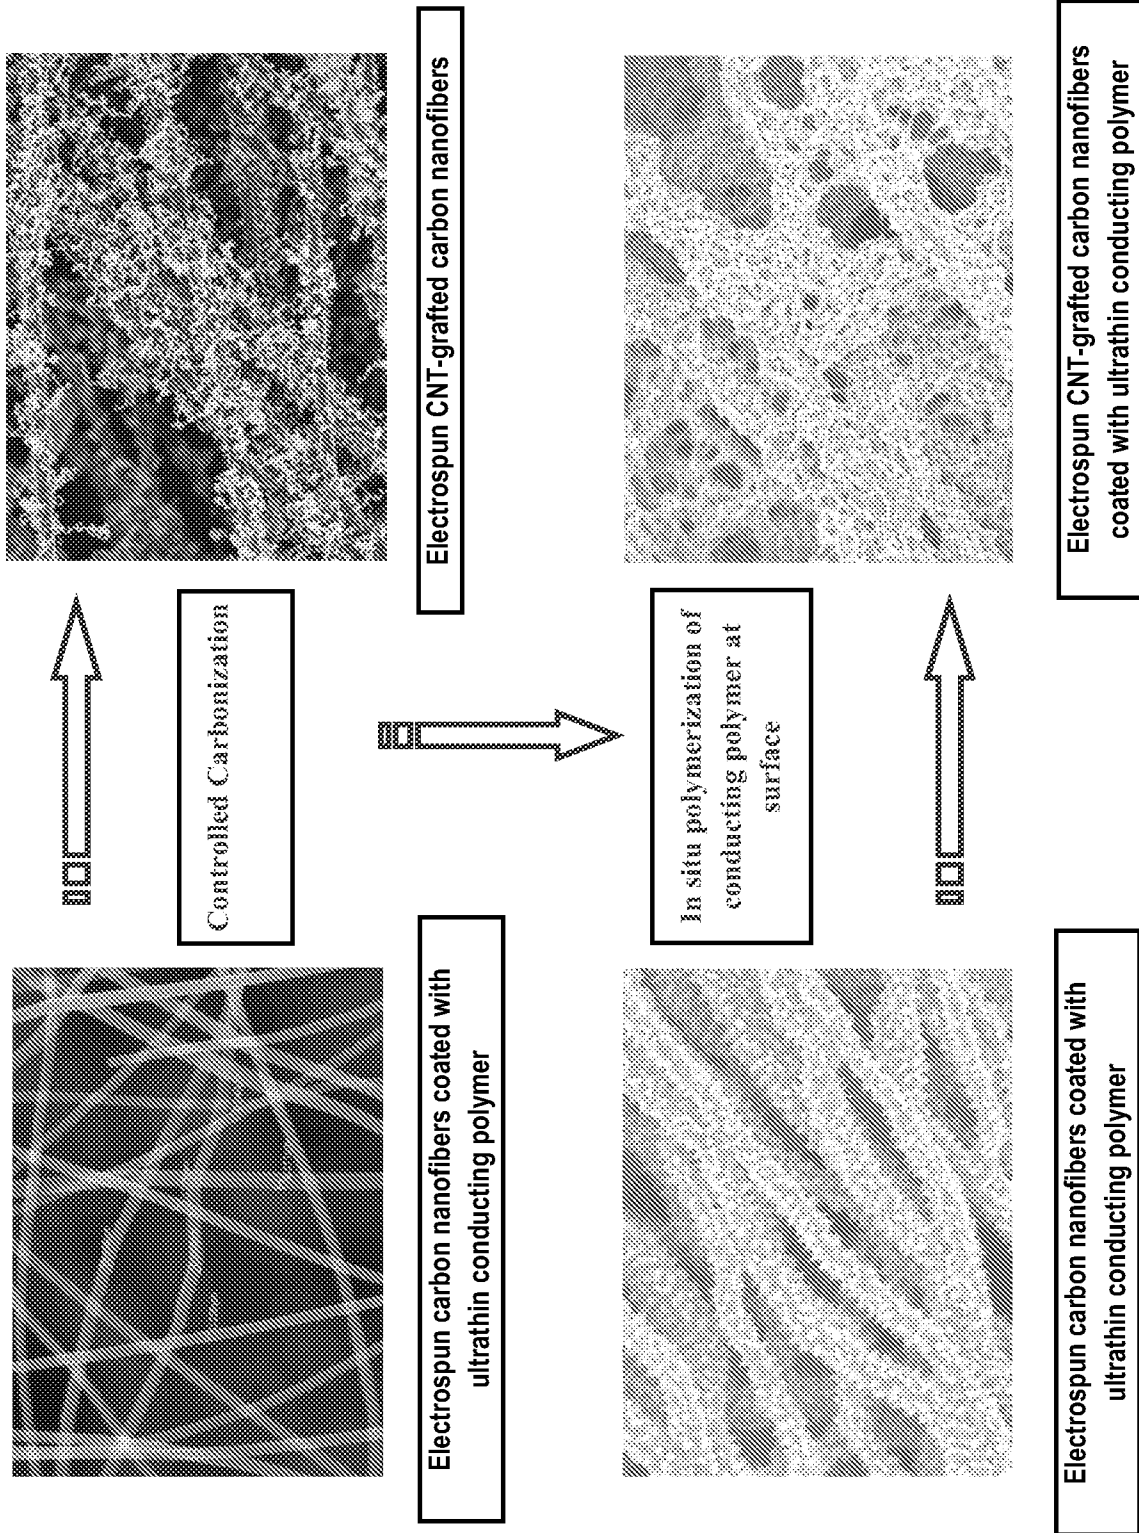 Electrospun carbon nanofibers coated with
ultrathin conducting polymer
Controlled Carbonization
Electrospun CNT-grafted carbon nanofibers
Electrospun carbon nanofibers coated with
ultrathin conducting polymer
In situ polymerization of
conducting polymer at
surface
Electrospun CNT-grafted carbon nanofibers
coated with ultrathin conducting polymer